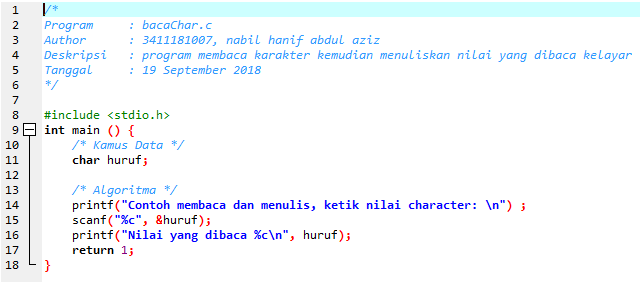 1 /*
2 Program : bacaChar.c
3 Author : 3411181007, nabil hanif abdul aziz
4 Deskripsi : program membaca karakter kemudian menuliskan nilai yang dibaca kelayar
5 Tanggal : 19 September 2018
6 */
7
8 #include <stdio.h>
9 int main () {
10 /* Kamus Data */
11 char huruf;
12
13 /* Algoritma */
14 printf("Contoh membaca dan menulis, ketik nilai character: \n") ;
15 scanf("%c", &huruf);
16 printf("Nilai yang dibaca %c\n", huruf);
17 return 1;
18 }